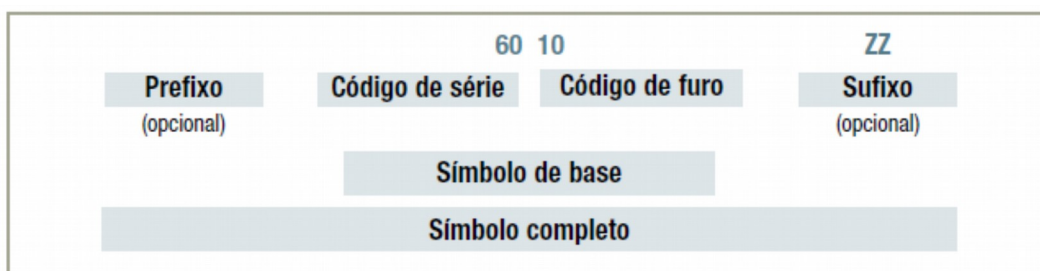 60 10 ZZ
Prefixo Código de série Código de furo Sufixo
(opcional) (opcional)
Símbolo de base
Símbolo completo